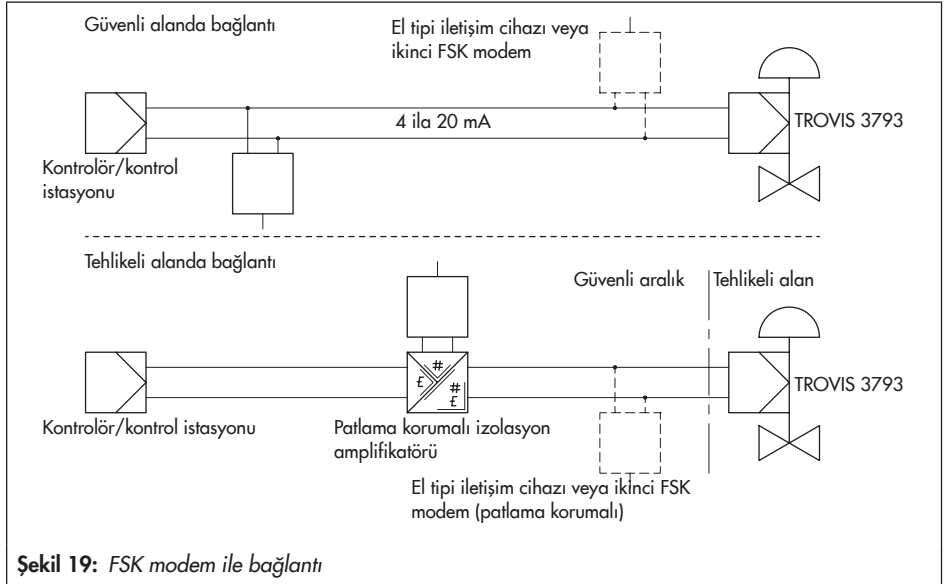 Güvenli alanda bağlantı
El tipi iletişim cihazı veya
ikinci FSK modem
4 ila 20 mA
TROVIS 3793
Kontrolör/kontrol
istasyonu
Tehlikeli alanda bağlantı
Güvenli aralık
Tehlikeli alan
#
£
#
£
TROVIS 3793
Kontrolör/kontrol istasyonu
Patlama korumalı izolasyon
amplifikatörü
El tipi iletişim cihazı veya ikinci FSK
modem (patlama korumalı)
Şekil 19: FSK modem ile bağlantı